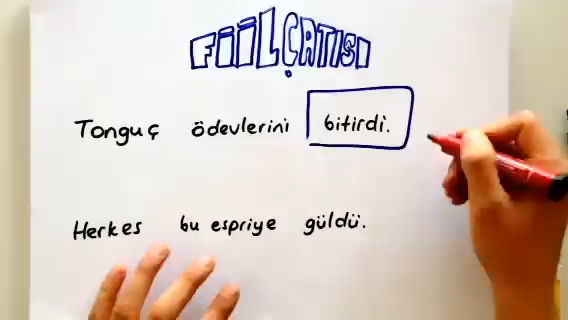 FİİL ÇATISI
Tonguç ödevlerini bitirdi.
Herkes bu espriye güldü.